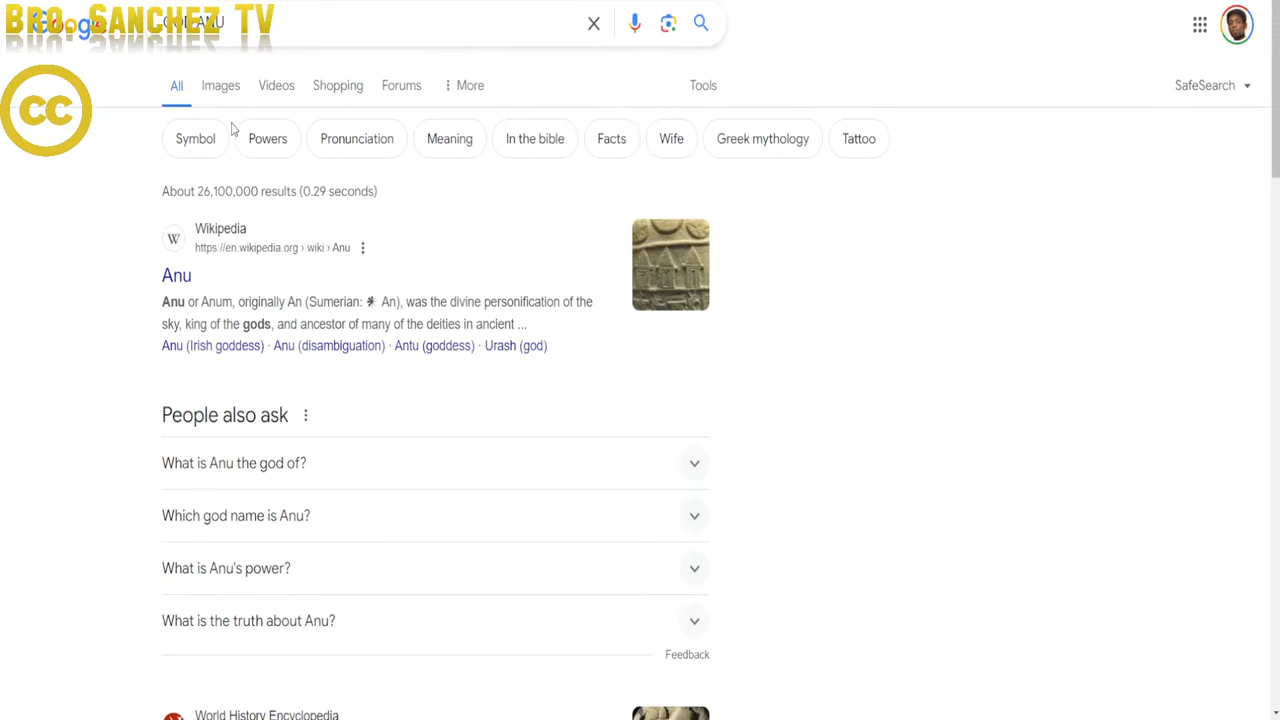 BRO. SANCHEZ TV
Google
GOD ANU
CC
All Images Videos Shopping Forums More Tools SafeSearch
Symbol Powers Pronunciation Meaning In the bible Facts Wife Greek mythology Tattoo
About 26,100,000 results (0.29 seconds)
W
Wikipedia
https://en.wikipedia.org › wiki › Anu
Anu
Anu or Anum, originally An (Sumerian: 𒀭 An), was the divine personification of the
sky, king of the gods, and ancestor of many of the deities in ancient ...
Anu (Irish goddess) · Anu (disambiguation) · Antu (goddess) · Urash (god)
People also ask
What is Anu the god of?
Which god name is Anu?
What is Anu's power?
What is the truth about Anu?
Feedback
World History Encyclopedia